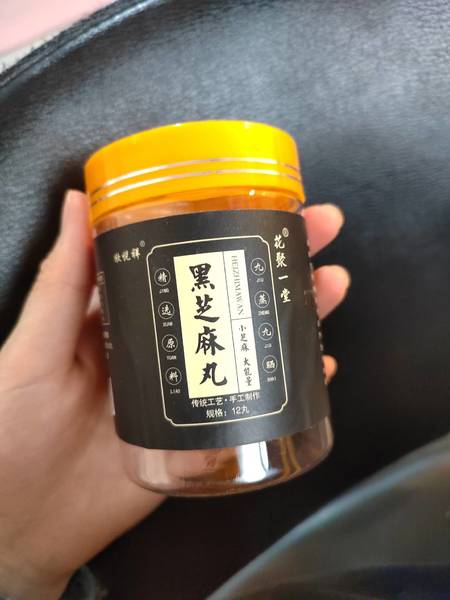 花聚一堂®
悦祥®
精选原料
JING XUAN YUAN LIAO
黑芝麻丸
HEIZHIMAWAN
小芝麻 大能量
九蒸九晒
JIU ZHENG JIU SHAI
传统工艺·手工制作
规格：12丸